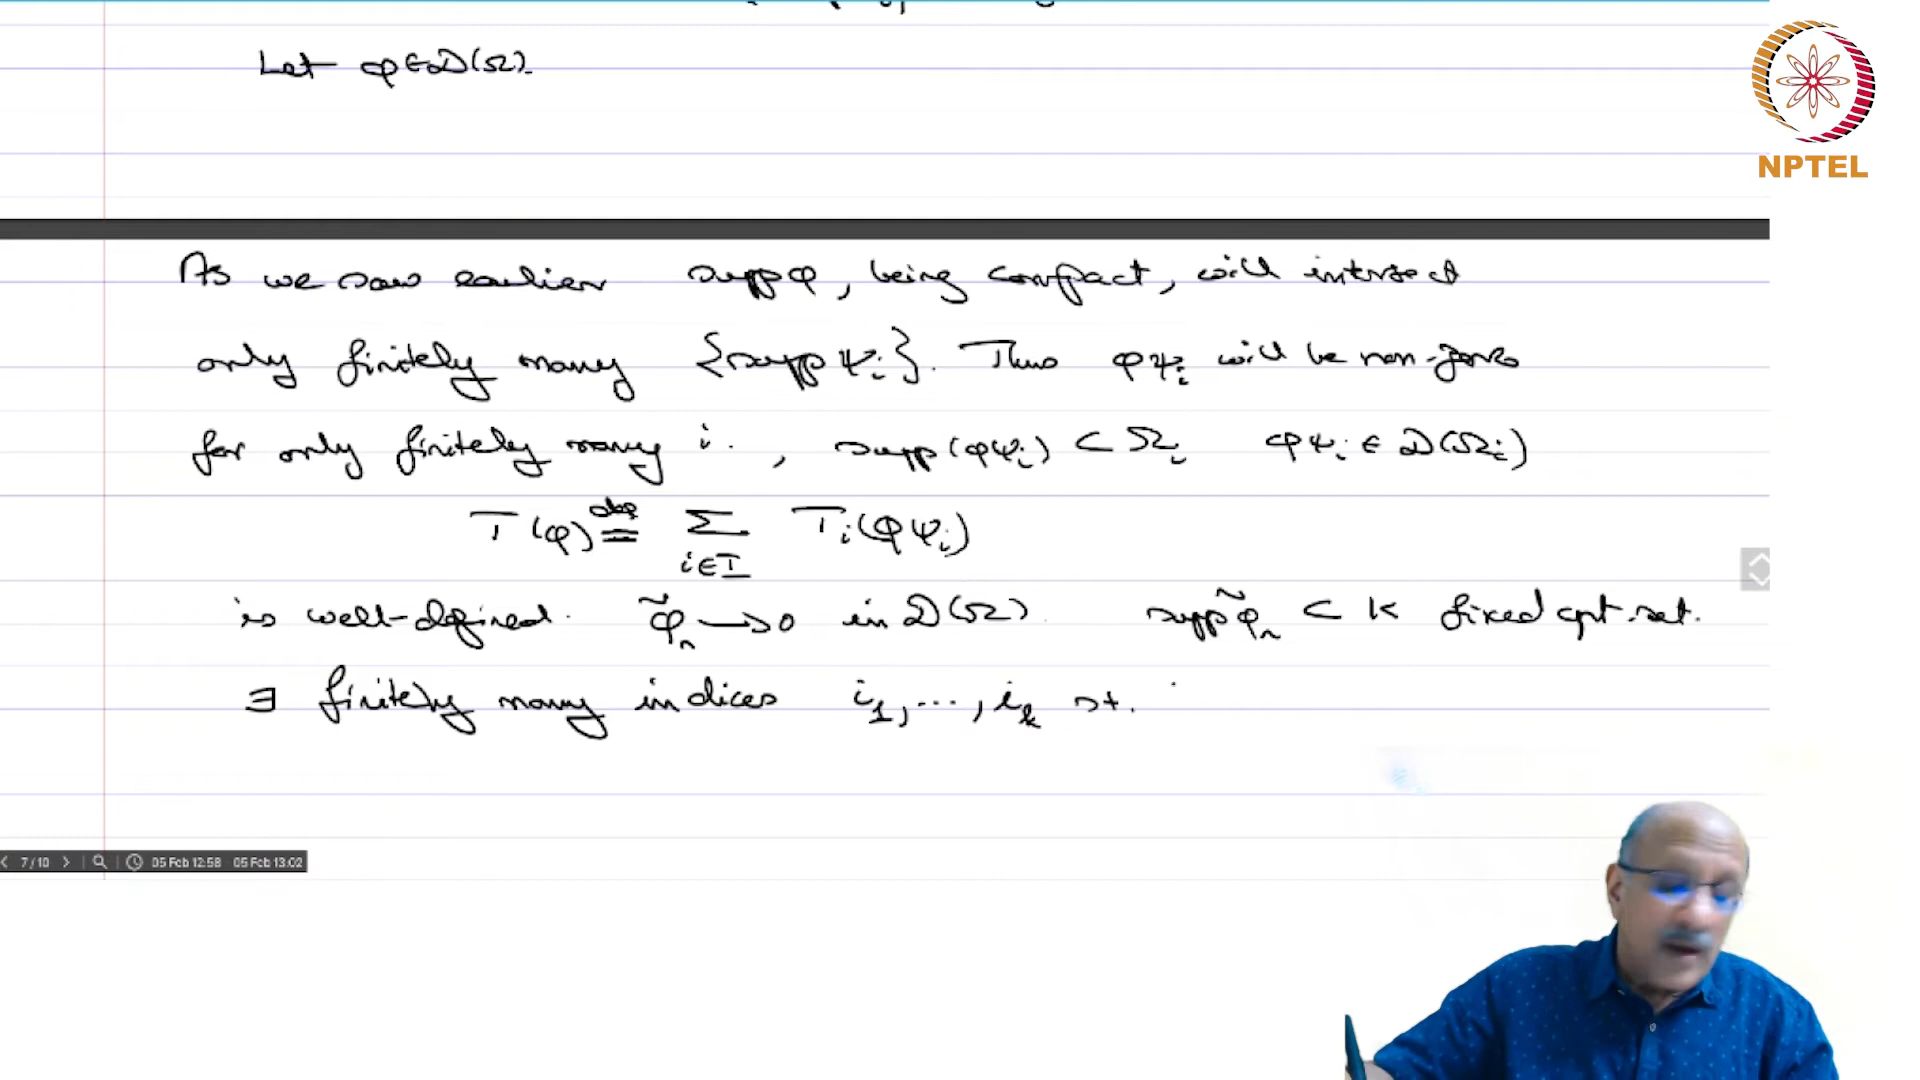 Let φ∈𝒟(Ω).
NPTEL
As we saw earlier supp φ, being compact, will intersect
only finitely many {supp ψᵢ}. Thus φψᵢ will be non-zero
for only finitely many i. , supp(φψᵢ) ⊂ Ωᵢ φψᵢ ∈ 𝒟(Ωᵢ)
T(φ) def= Σ_{i∈I} Tᵢ(φψᵢ)
is well-defined. φ̃ₙ → 0 in 𝒟(Ω). supp φ̃ₙ ⊂ K fixed cpt. set.
∃ finitely many indices i₁, ..., iₖ s.t.
7/10 05 Feb 12:58 05 Feb 13:02